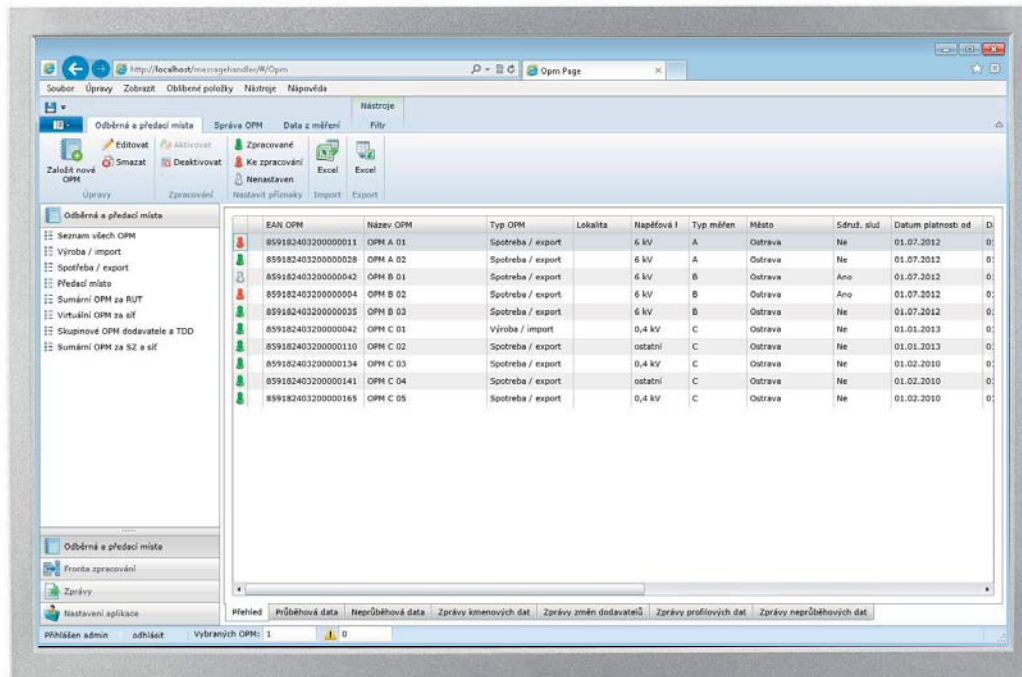 http://localhost/messagehandler/#/Opm
Opm Page
Soubor Úpravy Zobrazit Oblíbené položky Nástroje Nápověda
Nástroje
Odběrná a předací místa Správa OPM Data z měření Filtr
Založit nové OPM
Editovat
Smazat
Úpravy
Aktivovat
Deaktivovat
Zpracování
Zpracované
Ke zpracování
Nenastaven
Nastavit příznaky
Excel
Import
Excel
Export
Odběrná a předací místa
Seznam všech OPM
Výroba / import
Spotřeba / export
Předací místo
Sumární OPM za RUT
Virtuální OPM za síť
Skupinové OPM dodavatele a TDD
Sumární OPM za SZ a síť
Odběrná a předací místa
Fronta zpracování
Zprávy
Nastavení aplikace
EAN OPM Název OPM Typ OPM Lokalita Napěťová h Typ měřen Město Sdruž. služ Datum platnosti od D
859182403200000011 OPM A 01 Spotreba / export 6 kV A Ostrava Ne 01.07.2012
859182403200000028 OPM A 02 Spotreba / export 6 kV A Ostrava Ne 01.07.2012
859182403200000042 OPM B 01 Spotreba / export 6 kV B Ostrava Ano 01.07.2012
859182403200000004 OPM B 02 Spotreba / export 6 kV B Ostrava Ano 01.07.2012
859182403200000035 OPM B 03 Spotreba / export 6 kV B Ostrava Ne 01.07.2012
859182403200000042 OPM C 01 Výroba / import 0,4 kV C Ostrava Ne 01.01.2013
859182403200000110 OPM C 02 Spotreba / export ostatní C Ostrava Ne 01.01.2013
859182403200000134 OPM C 03 Spotreba / export 0,4 kV C Ostrava Ne 01.02.2010
859182403200000141 OPM C 04 Spotreba / export ostatní C Ostrava Ne 01.02.2010
859182403200000165 OPM C 05 Spotreba / export 0,4 kV C Ostrava Ne 01.02.2010
Přehled Průběhová data Neprůběhová data Zprávy kmenových dat Zprávy změn dodavatelů Zprávy profilových dat Zprávy neprůběhových dat
Přihlášen admin odhlásit Vybraných OPM: 1 0